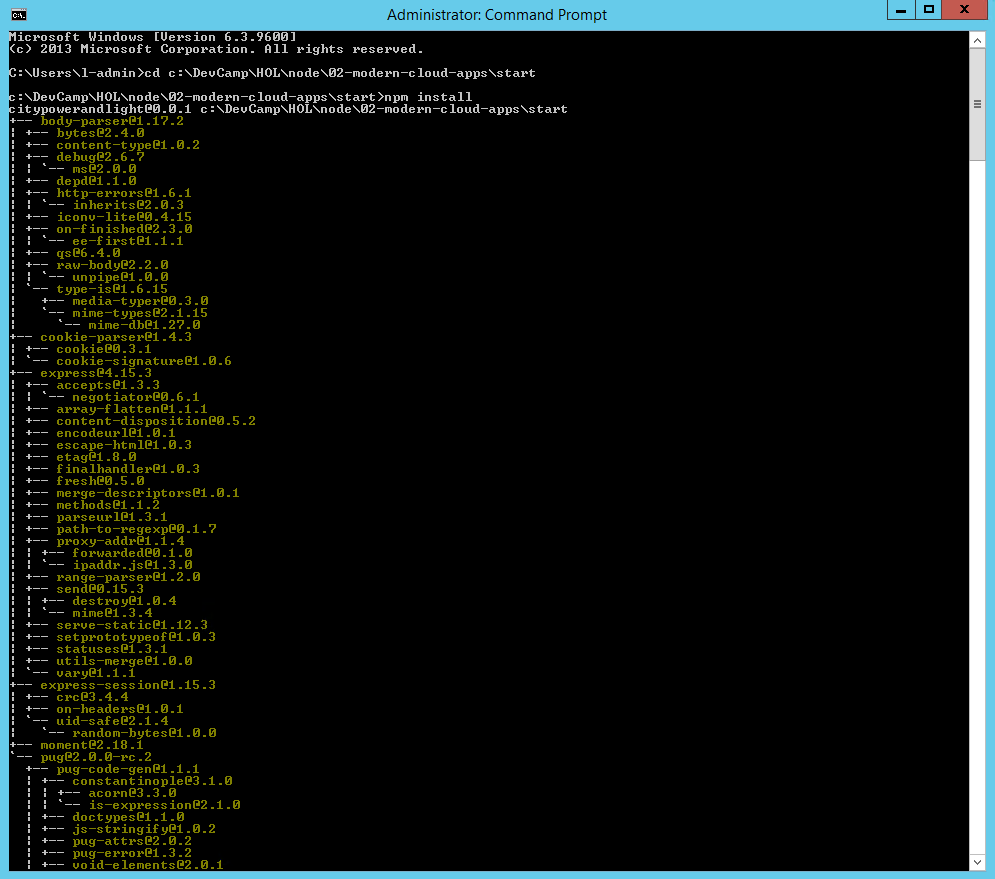 Administrator: Command Prompt
Microsoft Windows [Version 6.3.9600]
(c) 2013 Microsoft Corporation. All rights reserved.
C:\Users\l-admin>cd c:\DevCamp\HOL\node\02-modern-cloud-apps\start
c:\DevCamp\HOL\node\02-modern-cloud-apps\start>npm install
citypowerandlight@0.0.1 c:\DevCamp\HOL\node\02-modern-cloud-apps\start
+-- body-parser@1.17.2
| +-- bytes@2.4.0
| +-- content-type@1.0.2
| +-- debug@2.6.7
| | `-- ms@2.0.0
| +-- depd@1.1.0
| +-- http-errors@1.6.1
| | `-- inherits@2.0.3
| +-- iconv-lite@0.4.15
| +-- on-finished@2.3.0
| | `-- ee-first@1.1.1
| +-- qs@6.4.0
| +-- raw-body@2.2.0
| | `-- unpipe@1.0.0
| `-- type-is@1.6.15
|   +-- media-typer@0.3.0
|   `-- mime-types@2.1.15
|     `-- mime-db@1.27.0
+-- cookie-parser@1.4.3
| +-- cookie@0.3.1
| `-- cookie-signature@1.0.6
+-- express@4.15.3
| +-- accepts@1.3.3
| | `-- negotiator@0.6.1
| +-- array-flatten@1.1.1
| +-- content-disposition@0.5.2
| +-- encodeurl@1.0.1
| +-- escape-html@1.0.3
| +-- etag@1.8.0
| +-- finalhandler@1.0.3
| +-- fresh@0.5.0
| +-- merge-descriptors@1.0.1
| +-- methods@1.1.2
| +-- parseurl@1.3.1
| +-- path-to-regexp@0.1.7
| +-- proxy-addr@1.1.4
| | +-- forwarded@0.1.0
| | `-- ipaddr.js@1.3.0
| +-- range-parser@1.2.0
| +-- send@0.15.3
| | +-- destroy@1.0.4
| | `-- mime@1.3.4
| +-- serve-static@1.12.3
| +-- setprototypeof@1.0.3
| +-- statuses@1.3.1
| +-- utils-merge@1.0.0
| `-- vary@1.1.1
+-- express-session@1.15.3
| +-- crc@3.4.4
| +-- on-headers@1.0.1
| `-- uid-safe@2.1.4
|   `-- random-bytes@1.0.0
+-- moment@2.18.1
`-- pug@2.0.0-rc.2
  +-- pug-code-gen@1.1.1
  | +-- constantinople@3.1.0
  | | +-- acorn@3.3.0
  | | `-- is-expression@2.1.0
  | +-- doctypes@1.1.0
  | +-- js-stringify@1.0.2
  | +-- pug-attrs@2.0.2
  | +-- pug-error@1.3.2
  | +-- void-elements@2.0.1